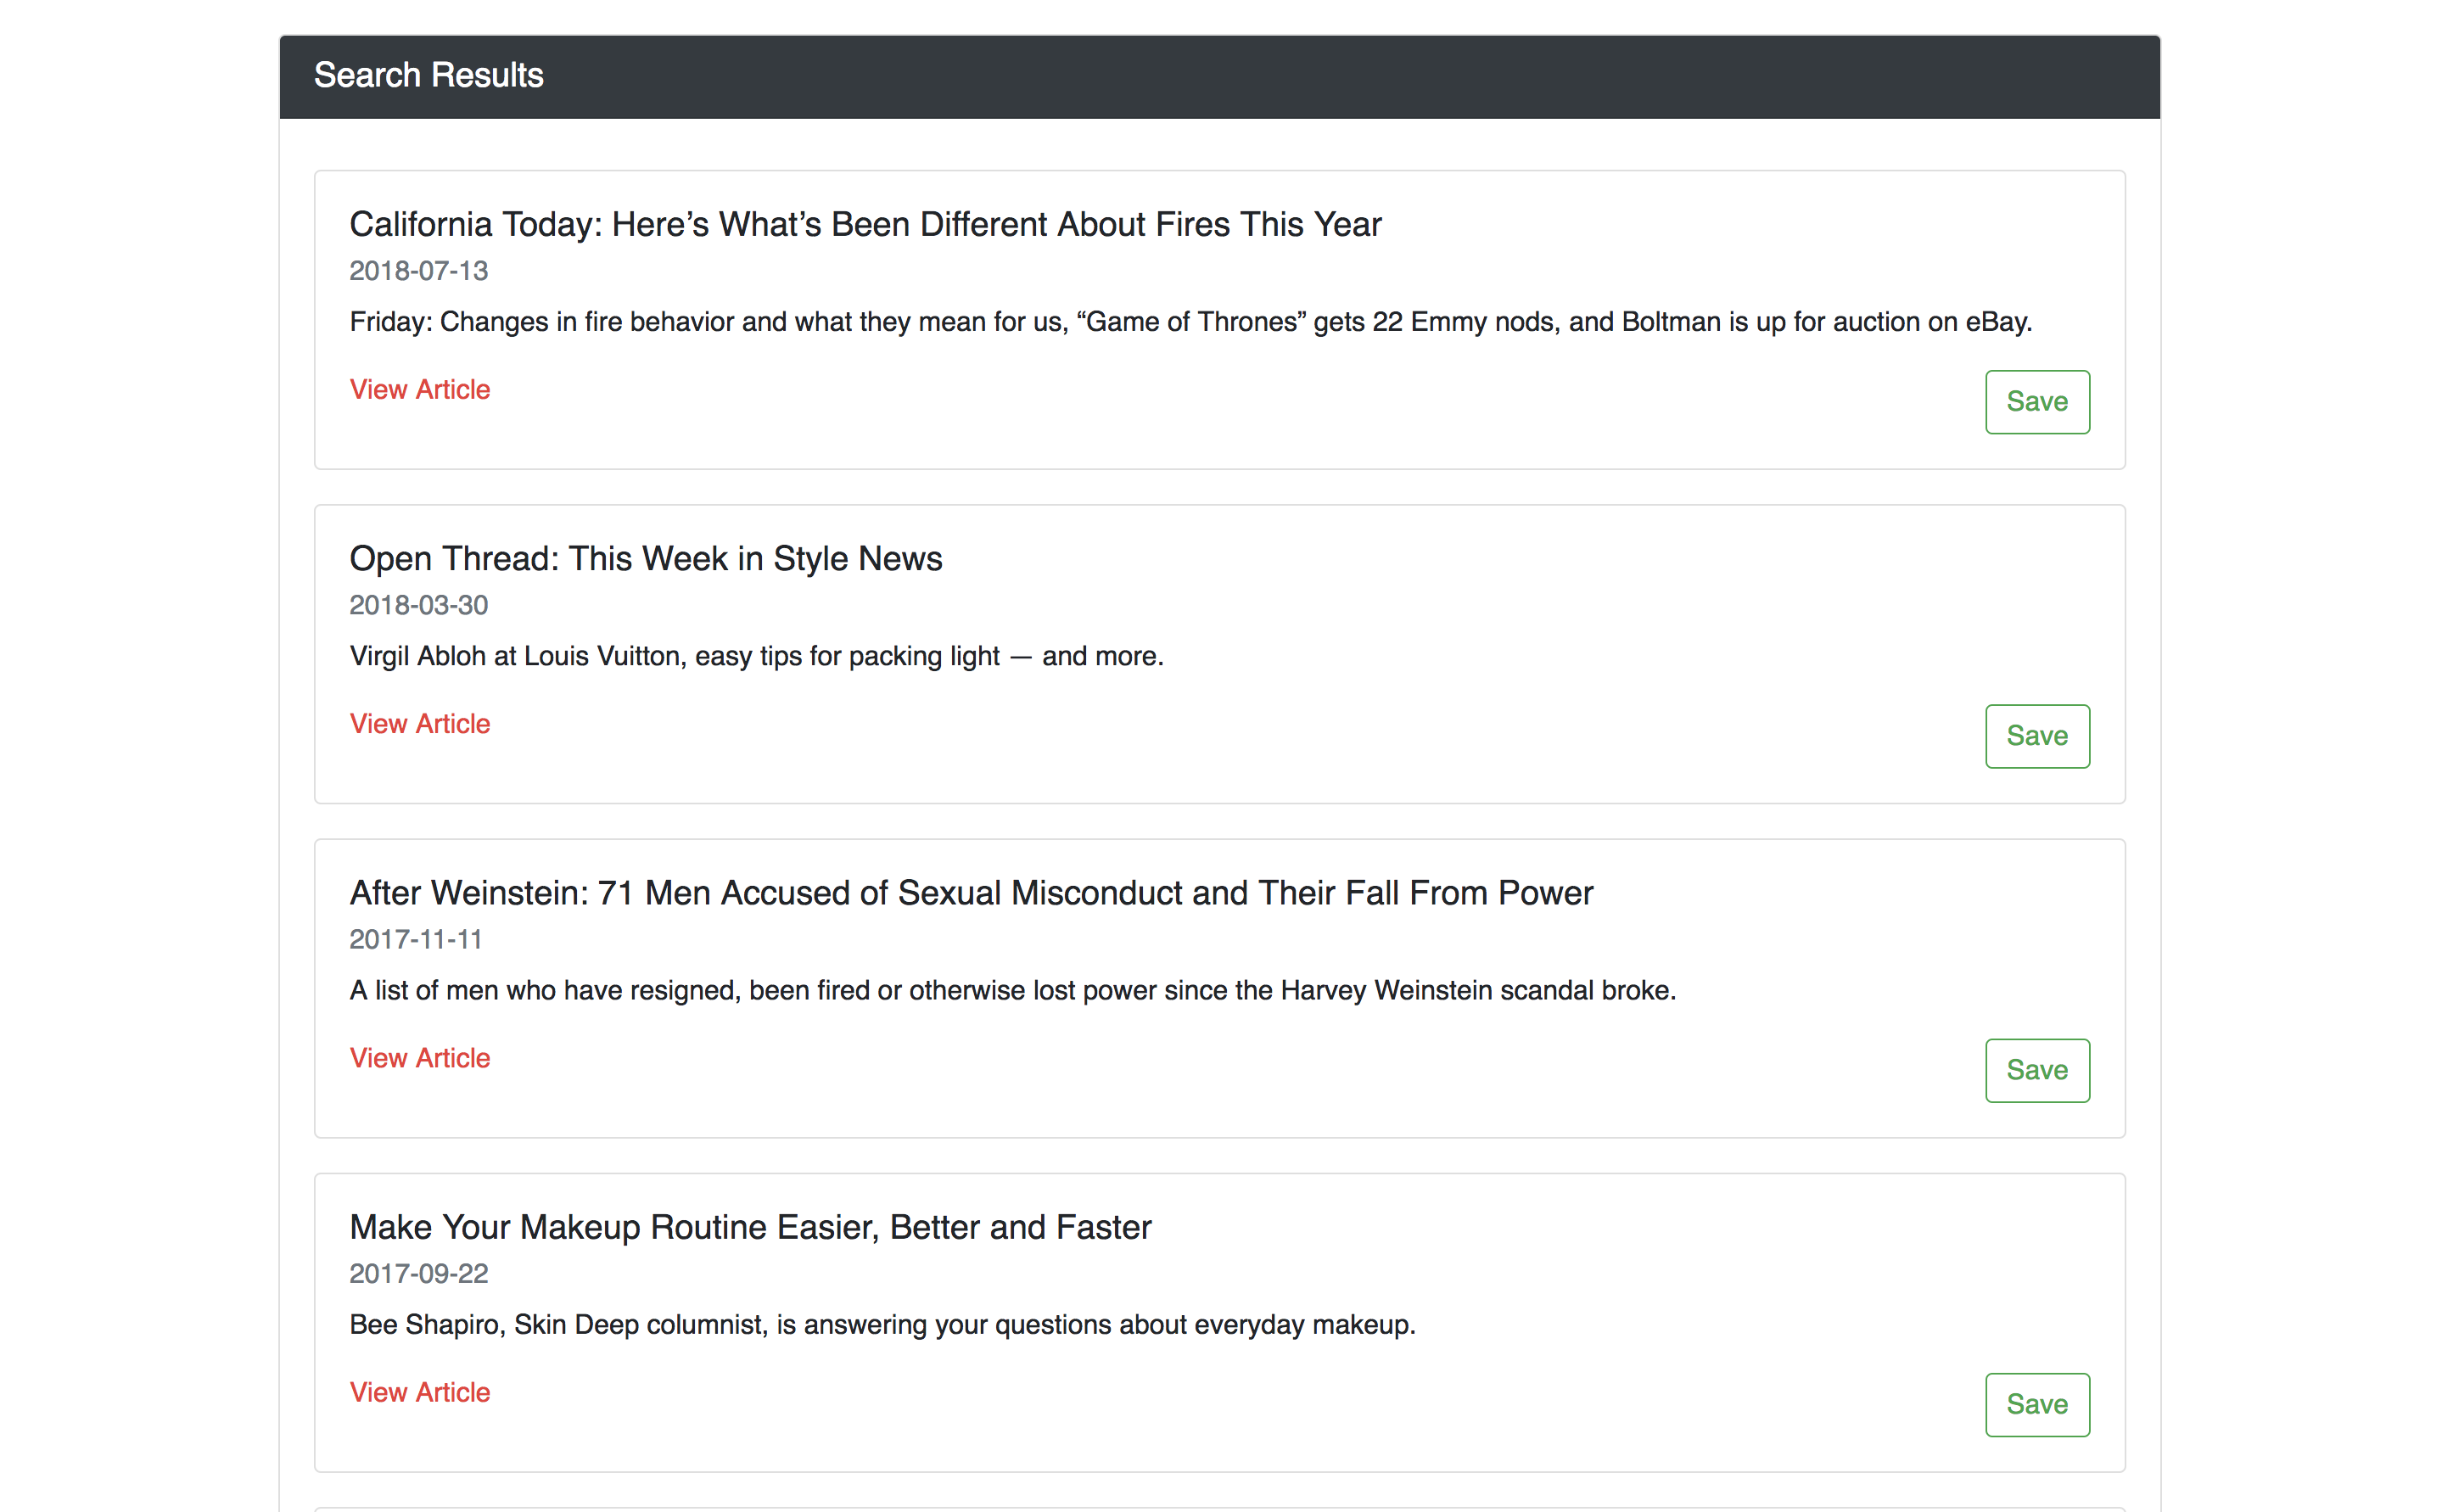 Search Results
California Today: Here’s What’s Been Different About Fires This Year
2018-07-13
Friday: Changes in fire behavior and what they mean for us, “Game of Thrones” gets 22 Emmy nods, and Boltman is up for auction on eBay.
View Article
Save
Open Thread: This Week in Style News
2018-03-30
Virgil Abloh at Louis Vuitton, easy tips for packing light — and more.
View Article
Save
After Weinstein: 71 Men Accused of Sexual Misconduct and Their Fall From Power
2017-11-11
A list of men who have resigned, been fired or otherwise lost power since the Harvey Weinstein scandal broke.
View Article
Save
Make Your Makeup Routine Easier, Better and Faster
2017-09-22
Bee Shapiro, Skin Deep columnist, is answering your questions about everyday makeup.
View Article
Save